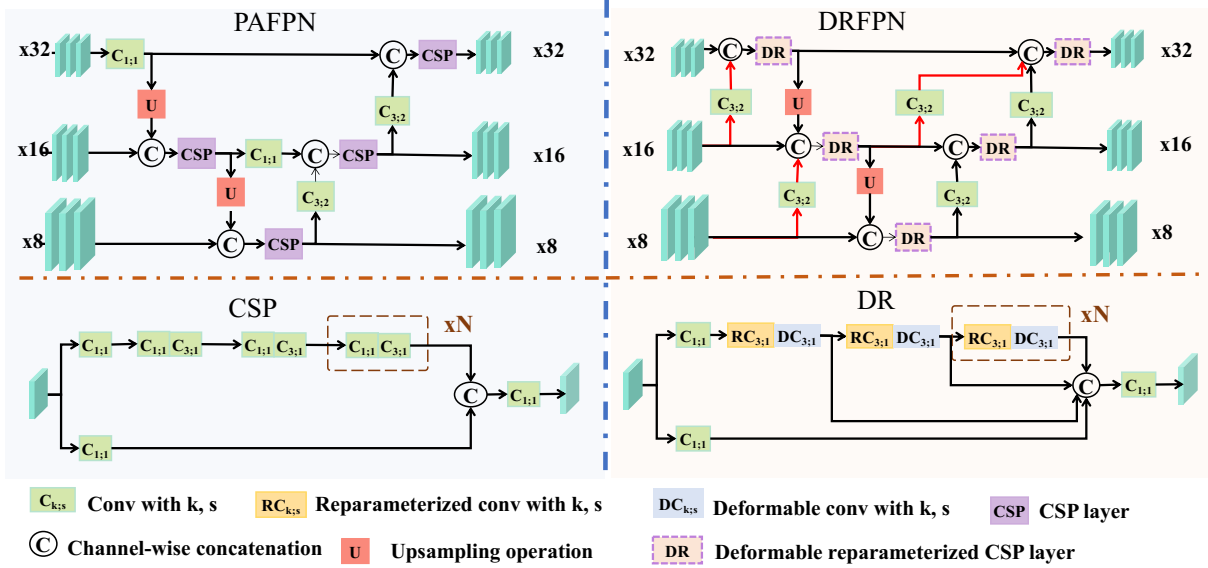 PAFPN
x32 C1;1 C CSP x32
U C3;2
x16 C CSP C1;1 C CSP x16
U C3;2
x8 C CSP x8
DRFPN
x32 C DR C DR x32
C3;2 U C3;2 C3;2
x16 C DR C DR x16
C3;2 U C3;2
x8 C DR x8
CSP
xN
C1;1 C1;1 C3;1 C1;1 C3;1 C1;1 C3;1
C C1;1
C1;1
DR
xN
C1;1 RC3;1 DC3;1 RC3;1 DC3;1 RC3;1 DC3;1
C C1;1
C1;1
Ck;s Conv with k, s RCk;s Reparameterized conv with k, s DCk;s Deformable conv with k, s CSP CSP layer
C Channel-wise concatenation U Upsampling operation DR Deformable reparameterized CSP layer